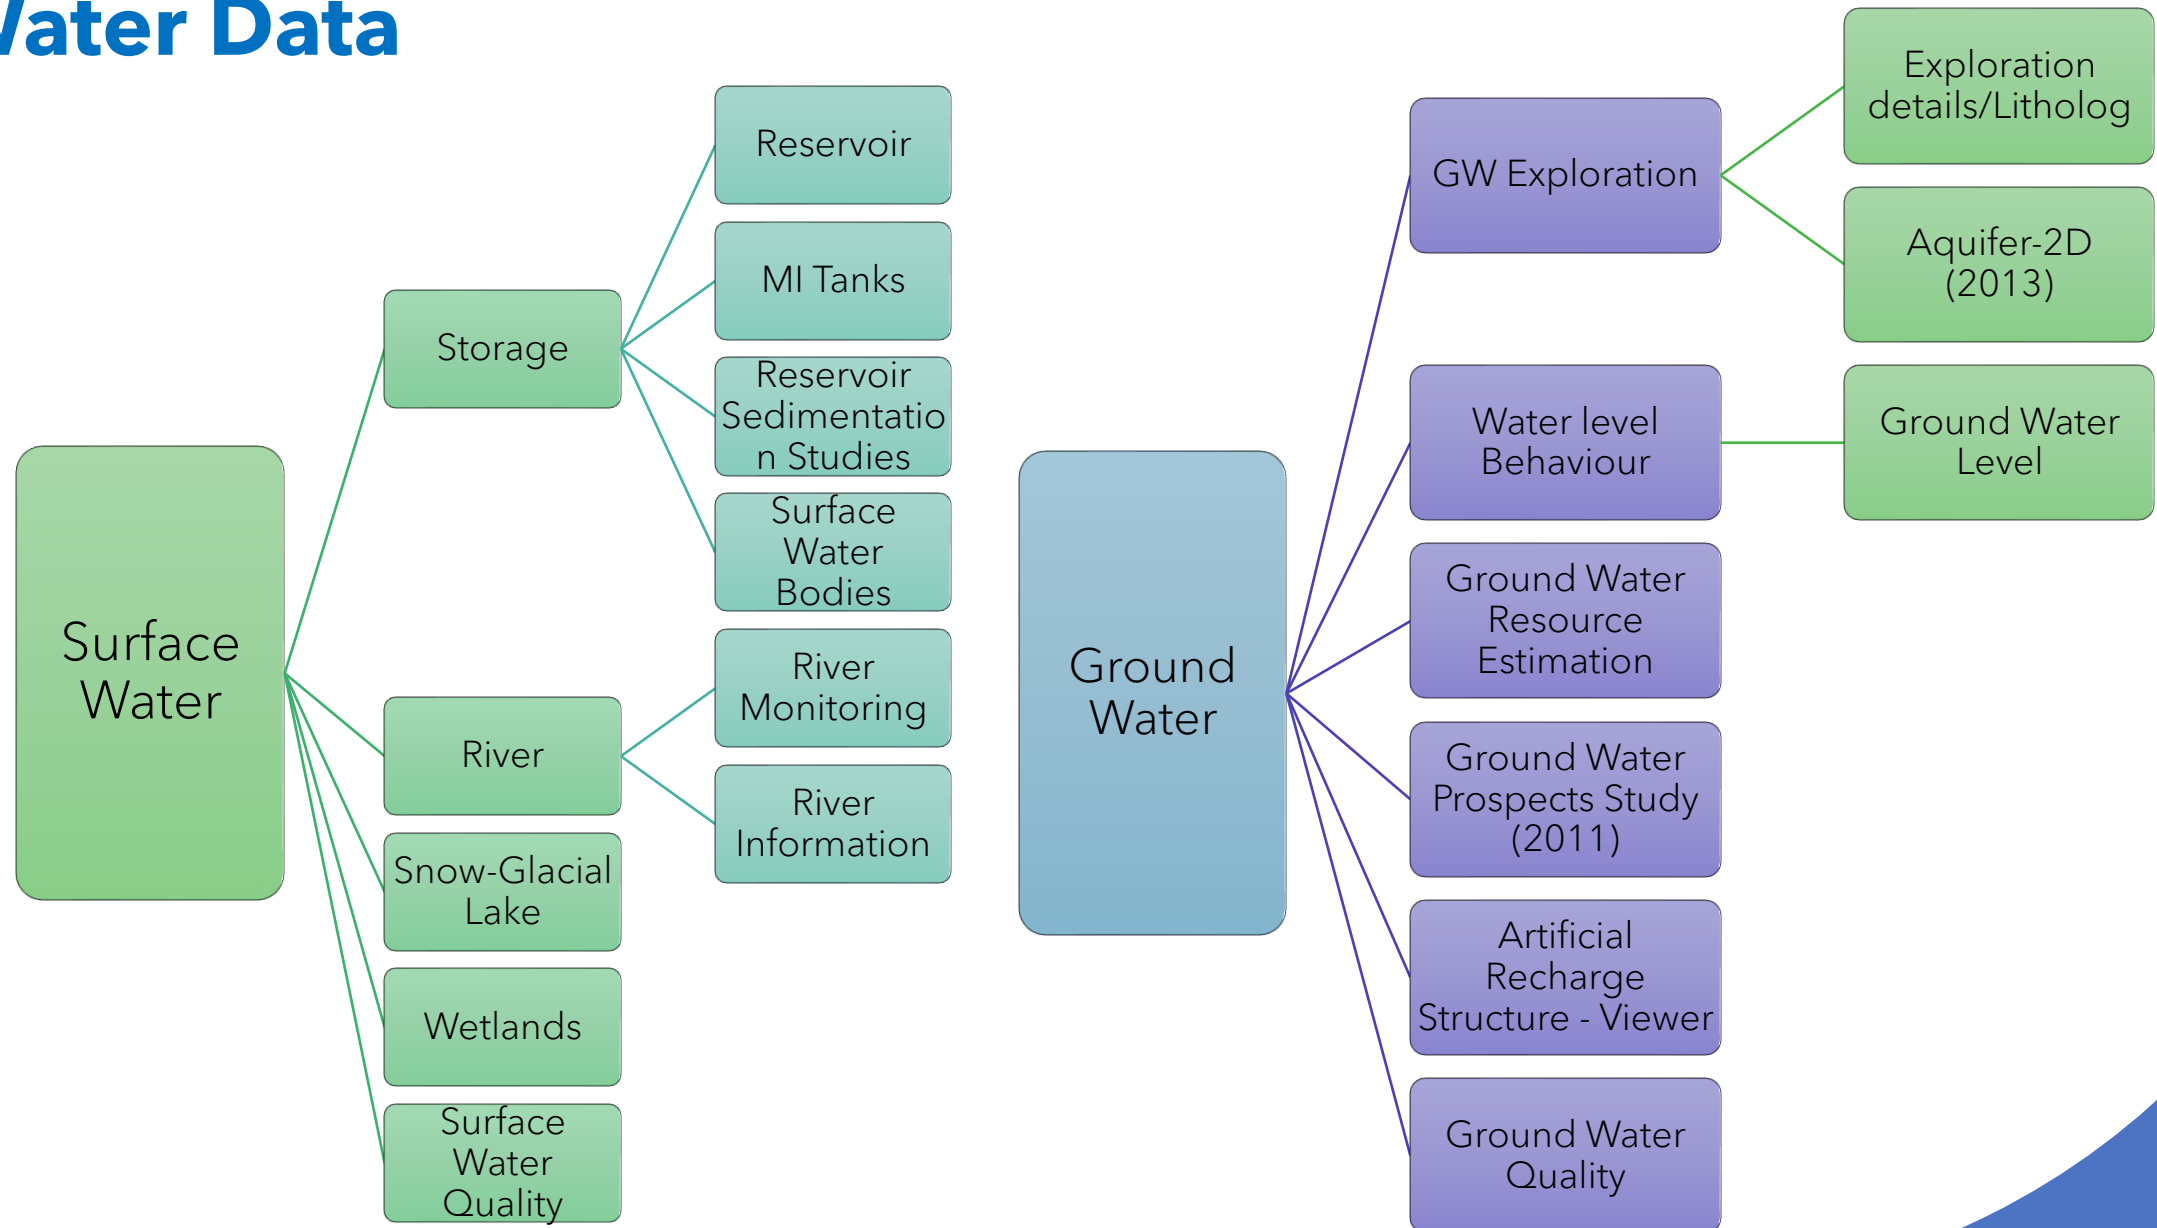 Water Data
Surface
Water
Storage
Reservoir
MI Tanks
Reservoir
Sedimentatio
n Studies
Surface
Water
Bodies
River
River
Monitoring
River
Information
Snow-Glacial
Lake
Wetlands
Surface
Water
Quality
Ground
Water
GW Exploration
Exploration
details/Litholog
Aquifer-2D
(2013)
Water level
Behaviour
Ground Water
Level
Ground Water
Resource
Estimation
Ground Water
Prospects Study
(2011)
Artificial
Recharge
Structure - Viewer
Ground Water
Quality